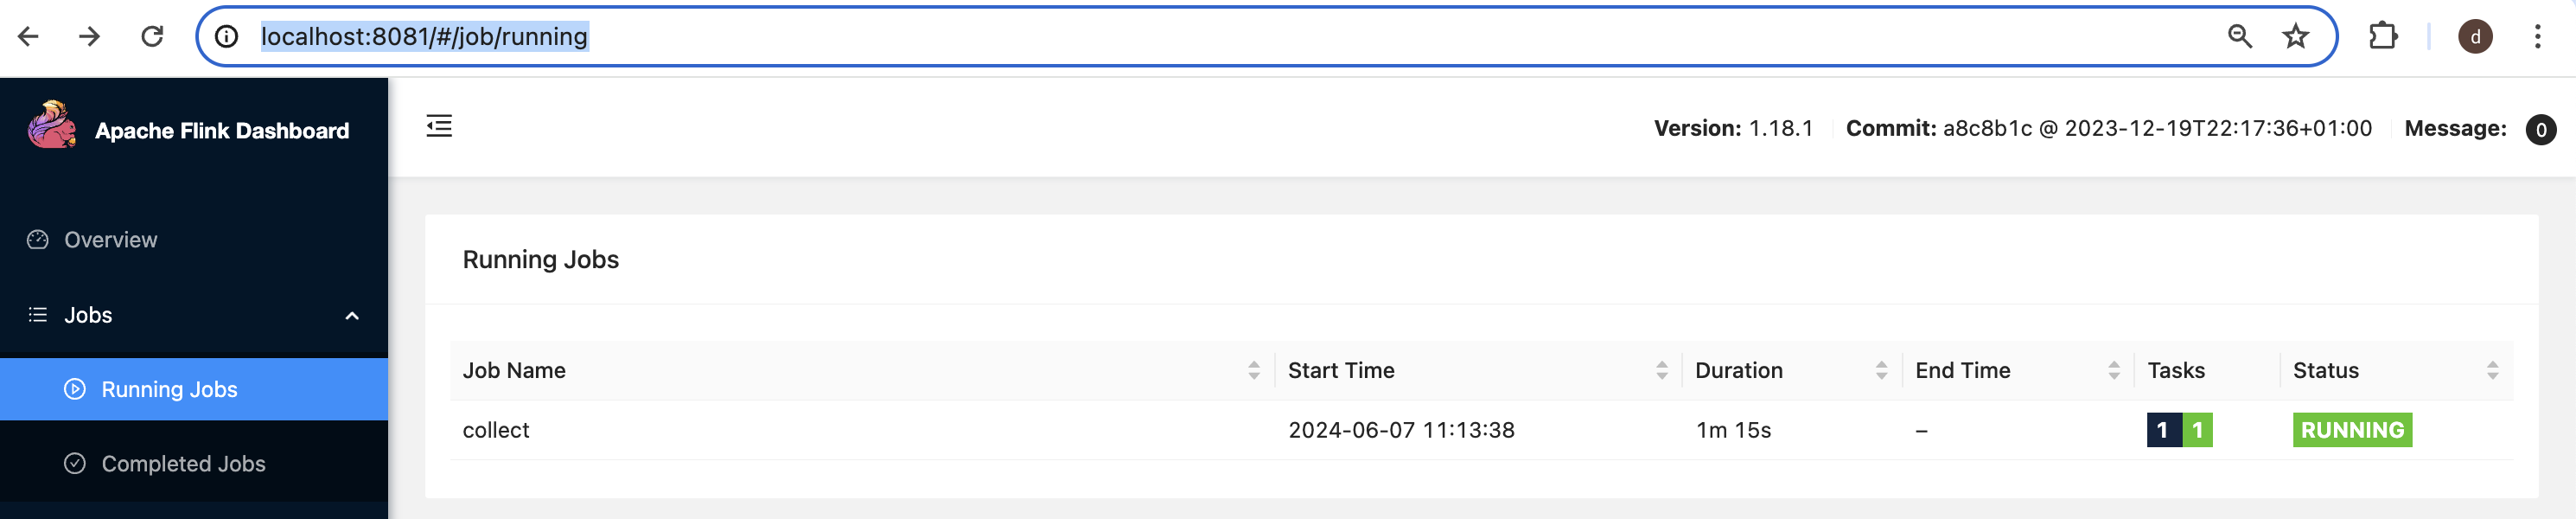 localhost:8081/#/job/running
d
Apache Flink Dashboard
Version: 1.18.1 Commit: a8c8b1c @ 2023-12-19T22:17:36+01:00 Message: 0
Overview
Jobs
Running Jobs
Completed Jobs
Running Jobs
Job Name Start Time Duration End Time Tasks Status
collect 2024-06-07 11:13:38 1m 15s – 1 1 RUNNING